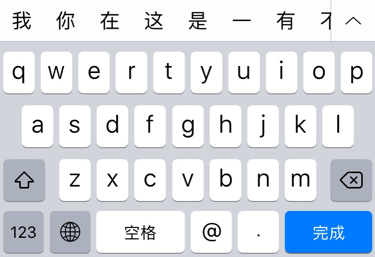 我 你 在 这 是 一 有
q w e r t y u i o p
a s d f g h j k l
z x c v b n m
123 空格 @ . 完成